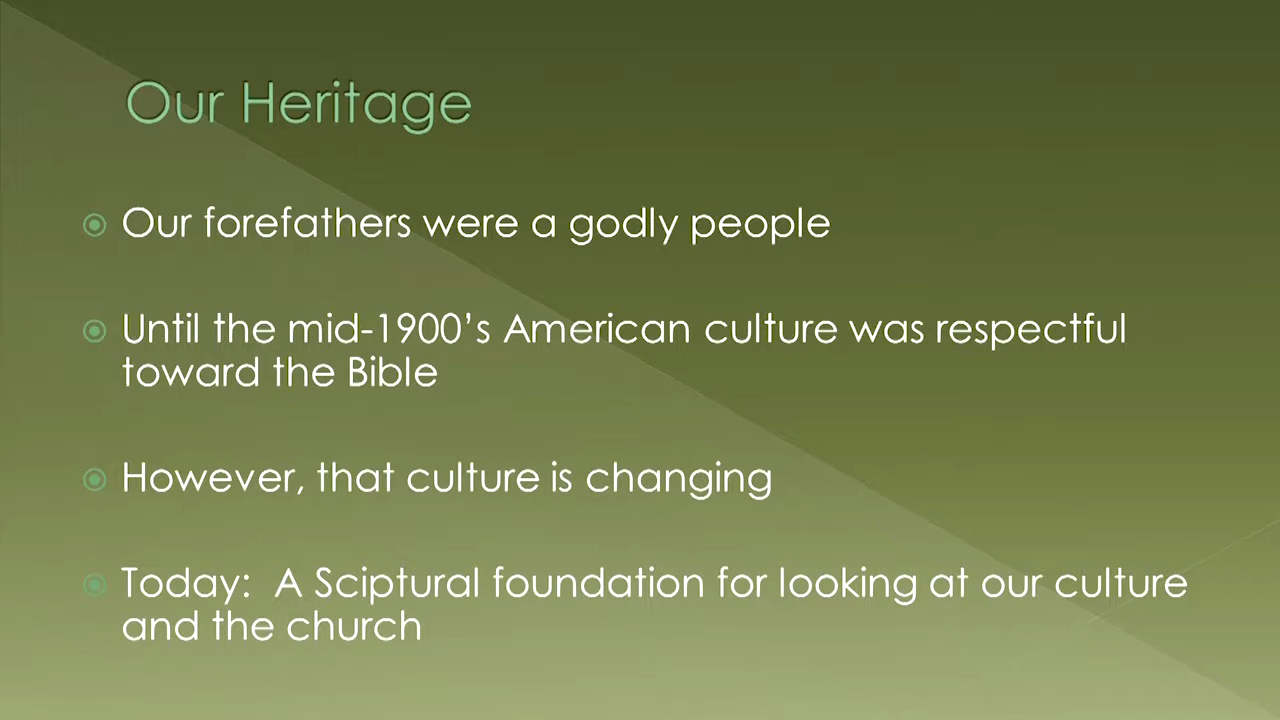 Our Heritage
Our forefathers were a godly people
Until the mid-1900’s American culture was respectful
toward the Bible
However, that culture is changing
Today:  A Sciptural foundation for looking at our culture
and the church